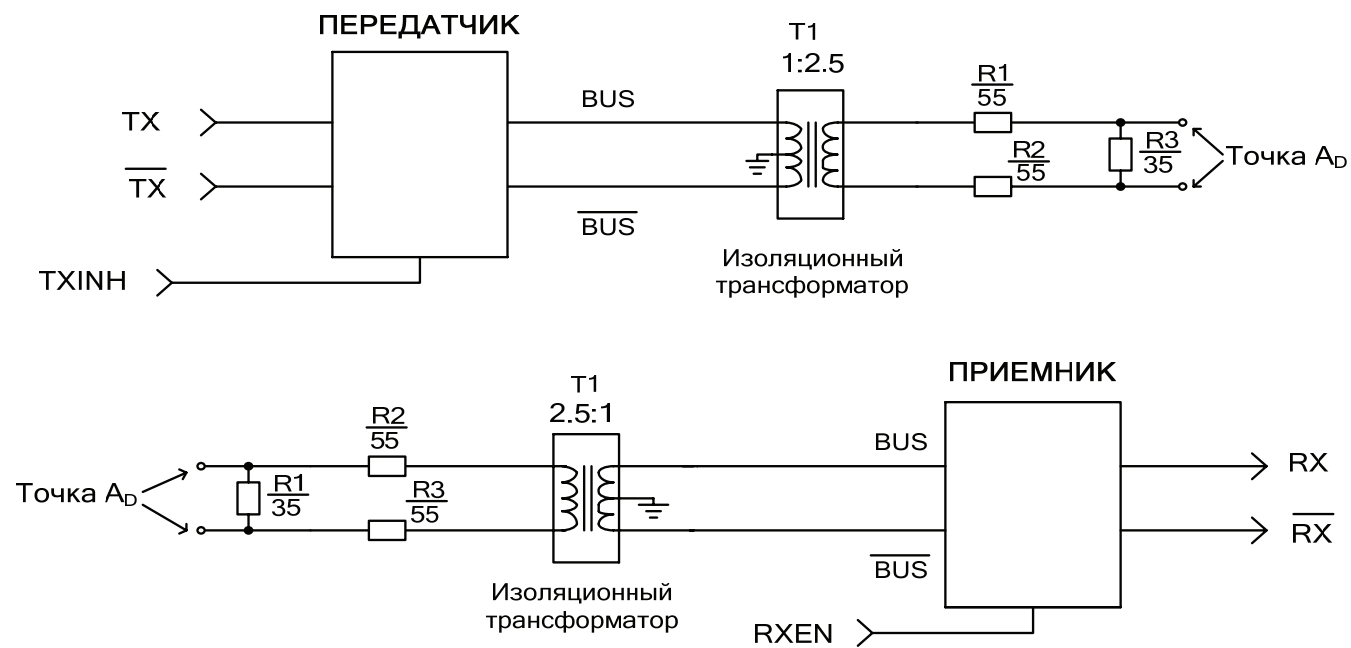 ПЕРЕДАТЧИК
T1
1:2.5
TX
TX
TXINH
BUS
BUS
R1
55
R2
55
R3
35
Точка AD
Изоляционный
трансформатор
ПРИЕМНИК
T1
2.5:1
Точка AD
R1
35
R2
55
R3
55
BUS
BUS
RX
RX
Изоляционный
трансформатор
RXEN